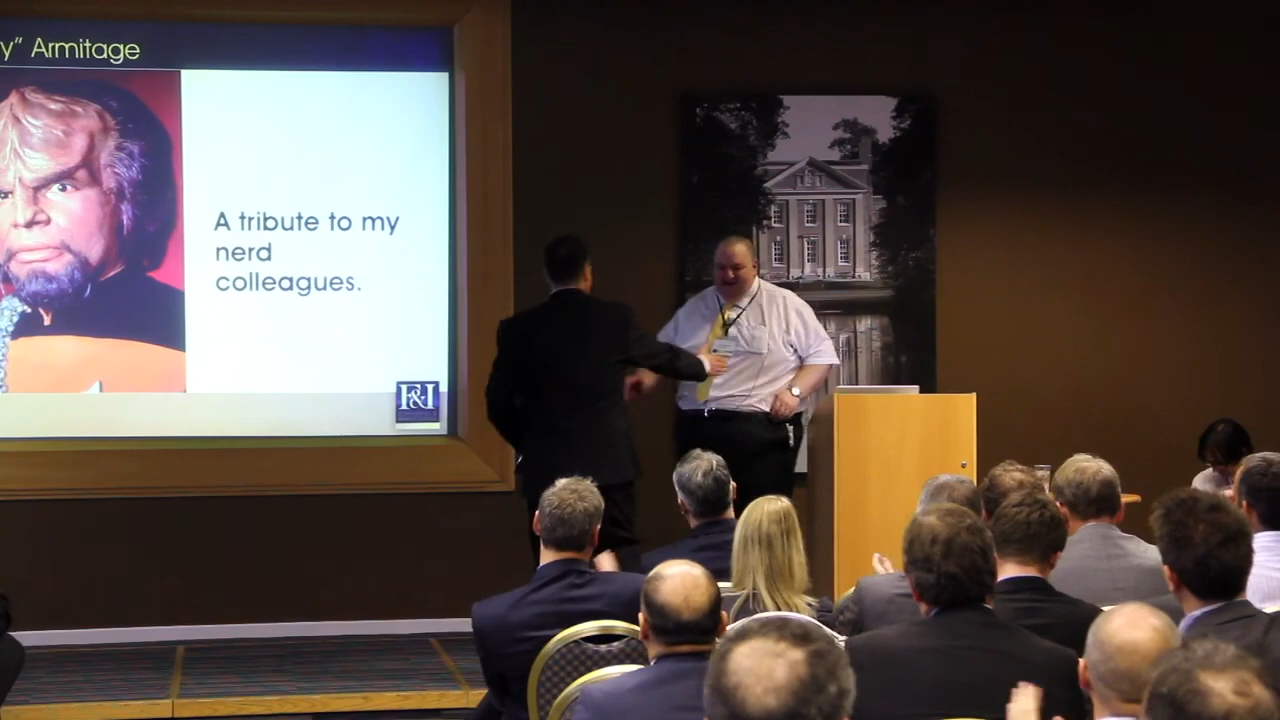 y” Armitage
A tribute to my
nerd
colleagues.
F&I